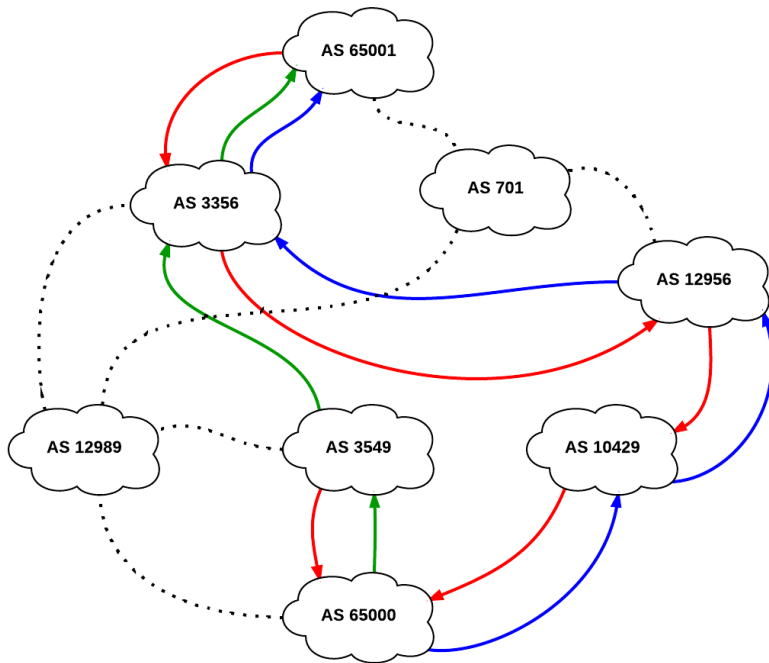 AS 65001
AS 701
AS 3356
AS 12956
AS 12989
AS 3549
AS 10429
AS 65000